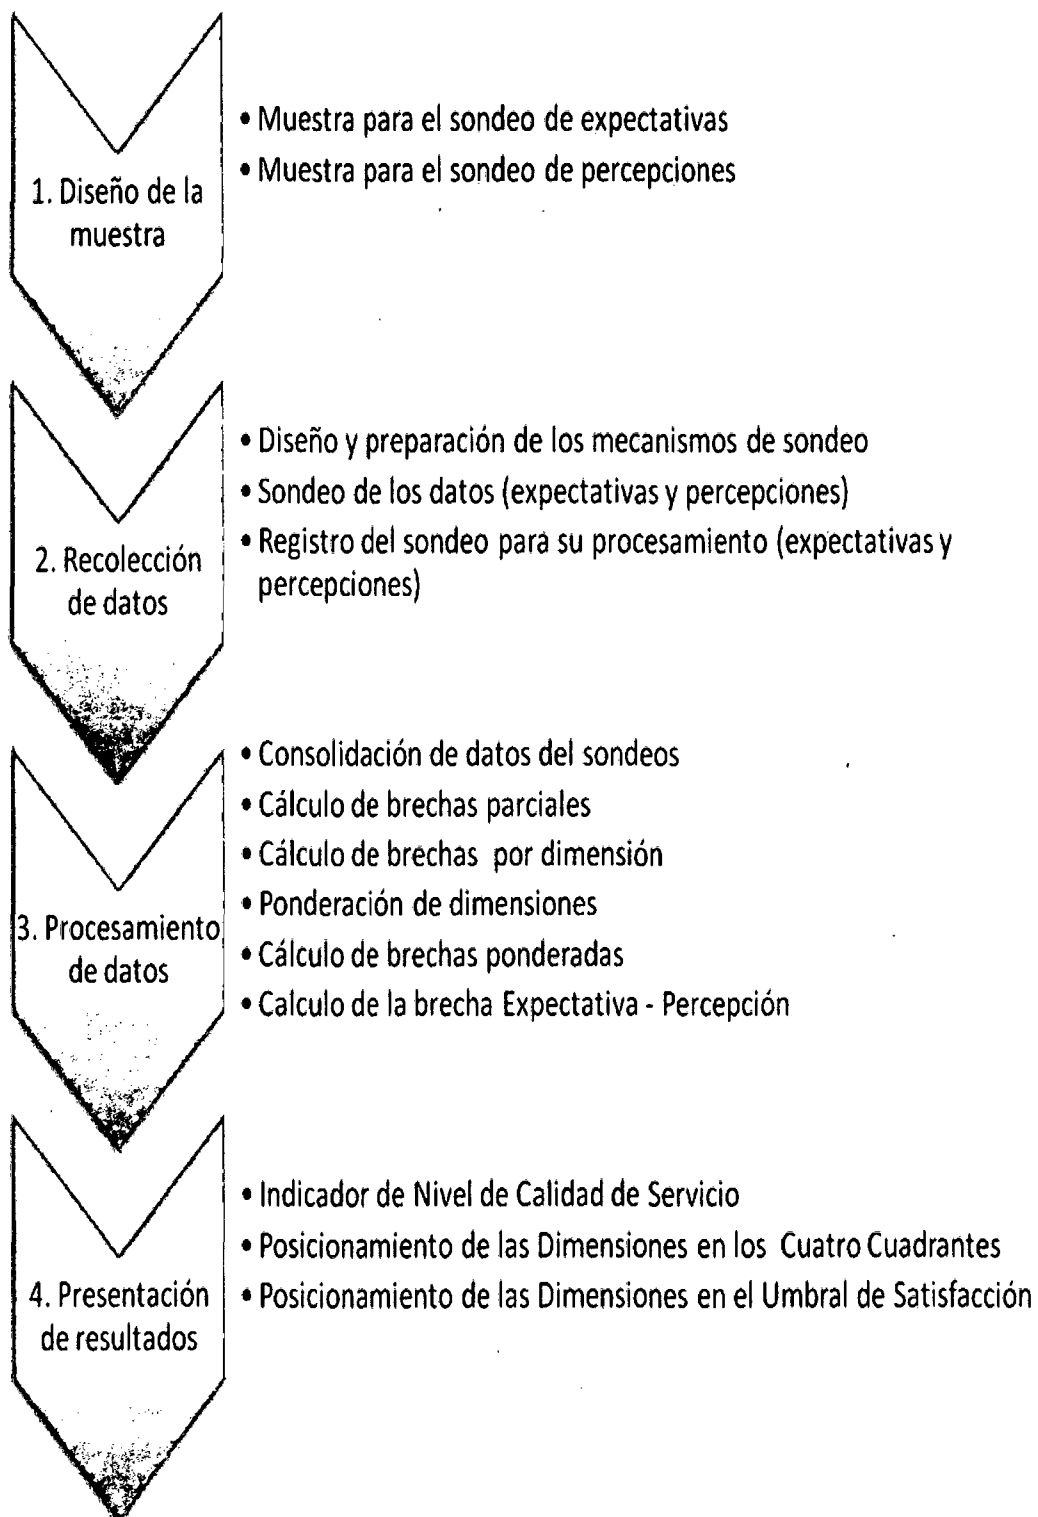 • Muestra para el sondeo de expectativas
• Muestra para el sondeo de percepciones
1. Diseño de la
muestra
• Diseño y preparación de los mecanismos de sondeo
• Sondeo de los datos (expectativas y percepciones)
• Registro del sondeo para su procesamiento (expectativas y
percepciones)
2. Recolección
de datos
• Consolidación de datos del sondeos
• Cálculo de brechas parciales
• Cálculo de brechas por dimensión
• Ponderación de dimensiones
• Cálculo de brechas ponderadas
• Calculo de la brecha Expectativa - Percepción
3. Procesamiento
de datos
• Indicador de Nivel de Calidad de Servicio
• Posicionamiento de las Dimensiones en los Cuatro Cuadrantes
• Posicionamiento de las Dimensiones en el Umbral de Satisfacción
4. Presentación
de resultados